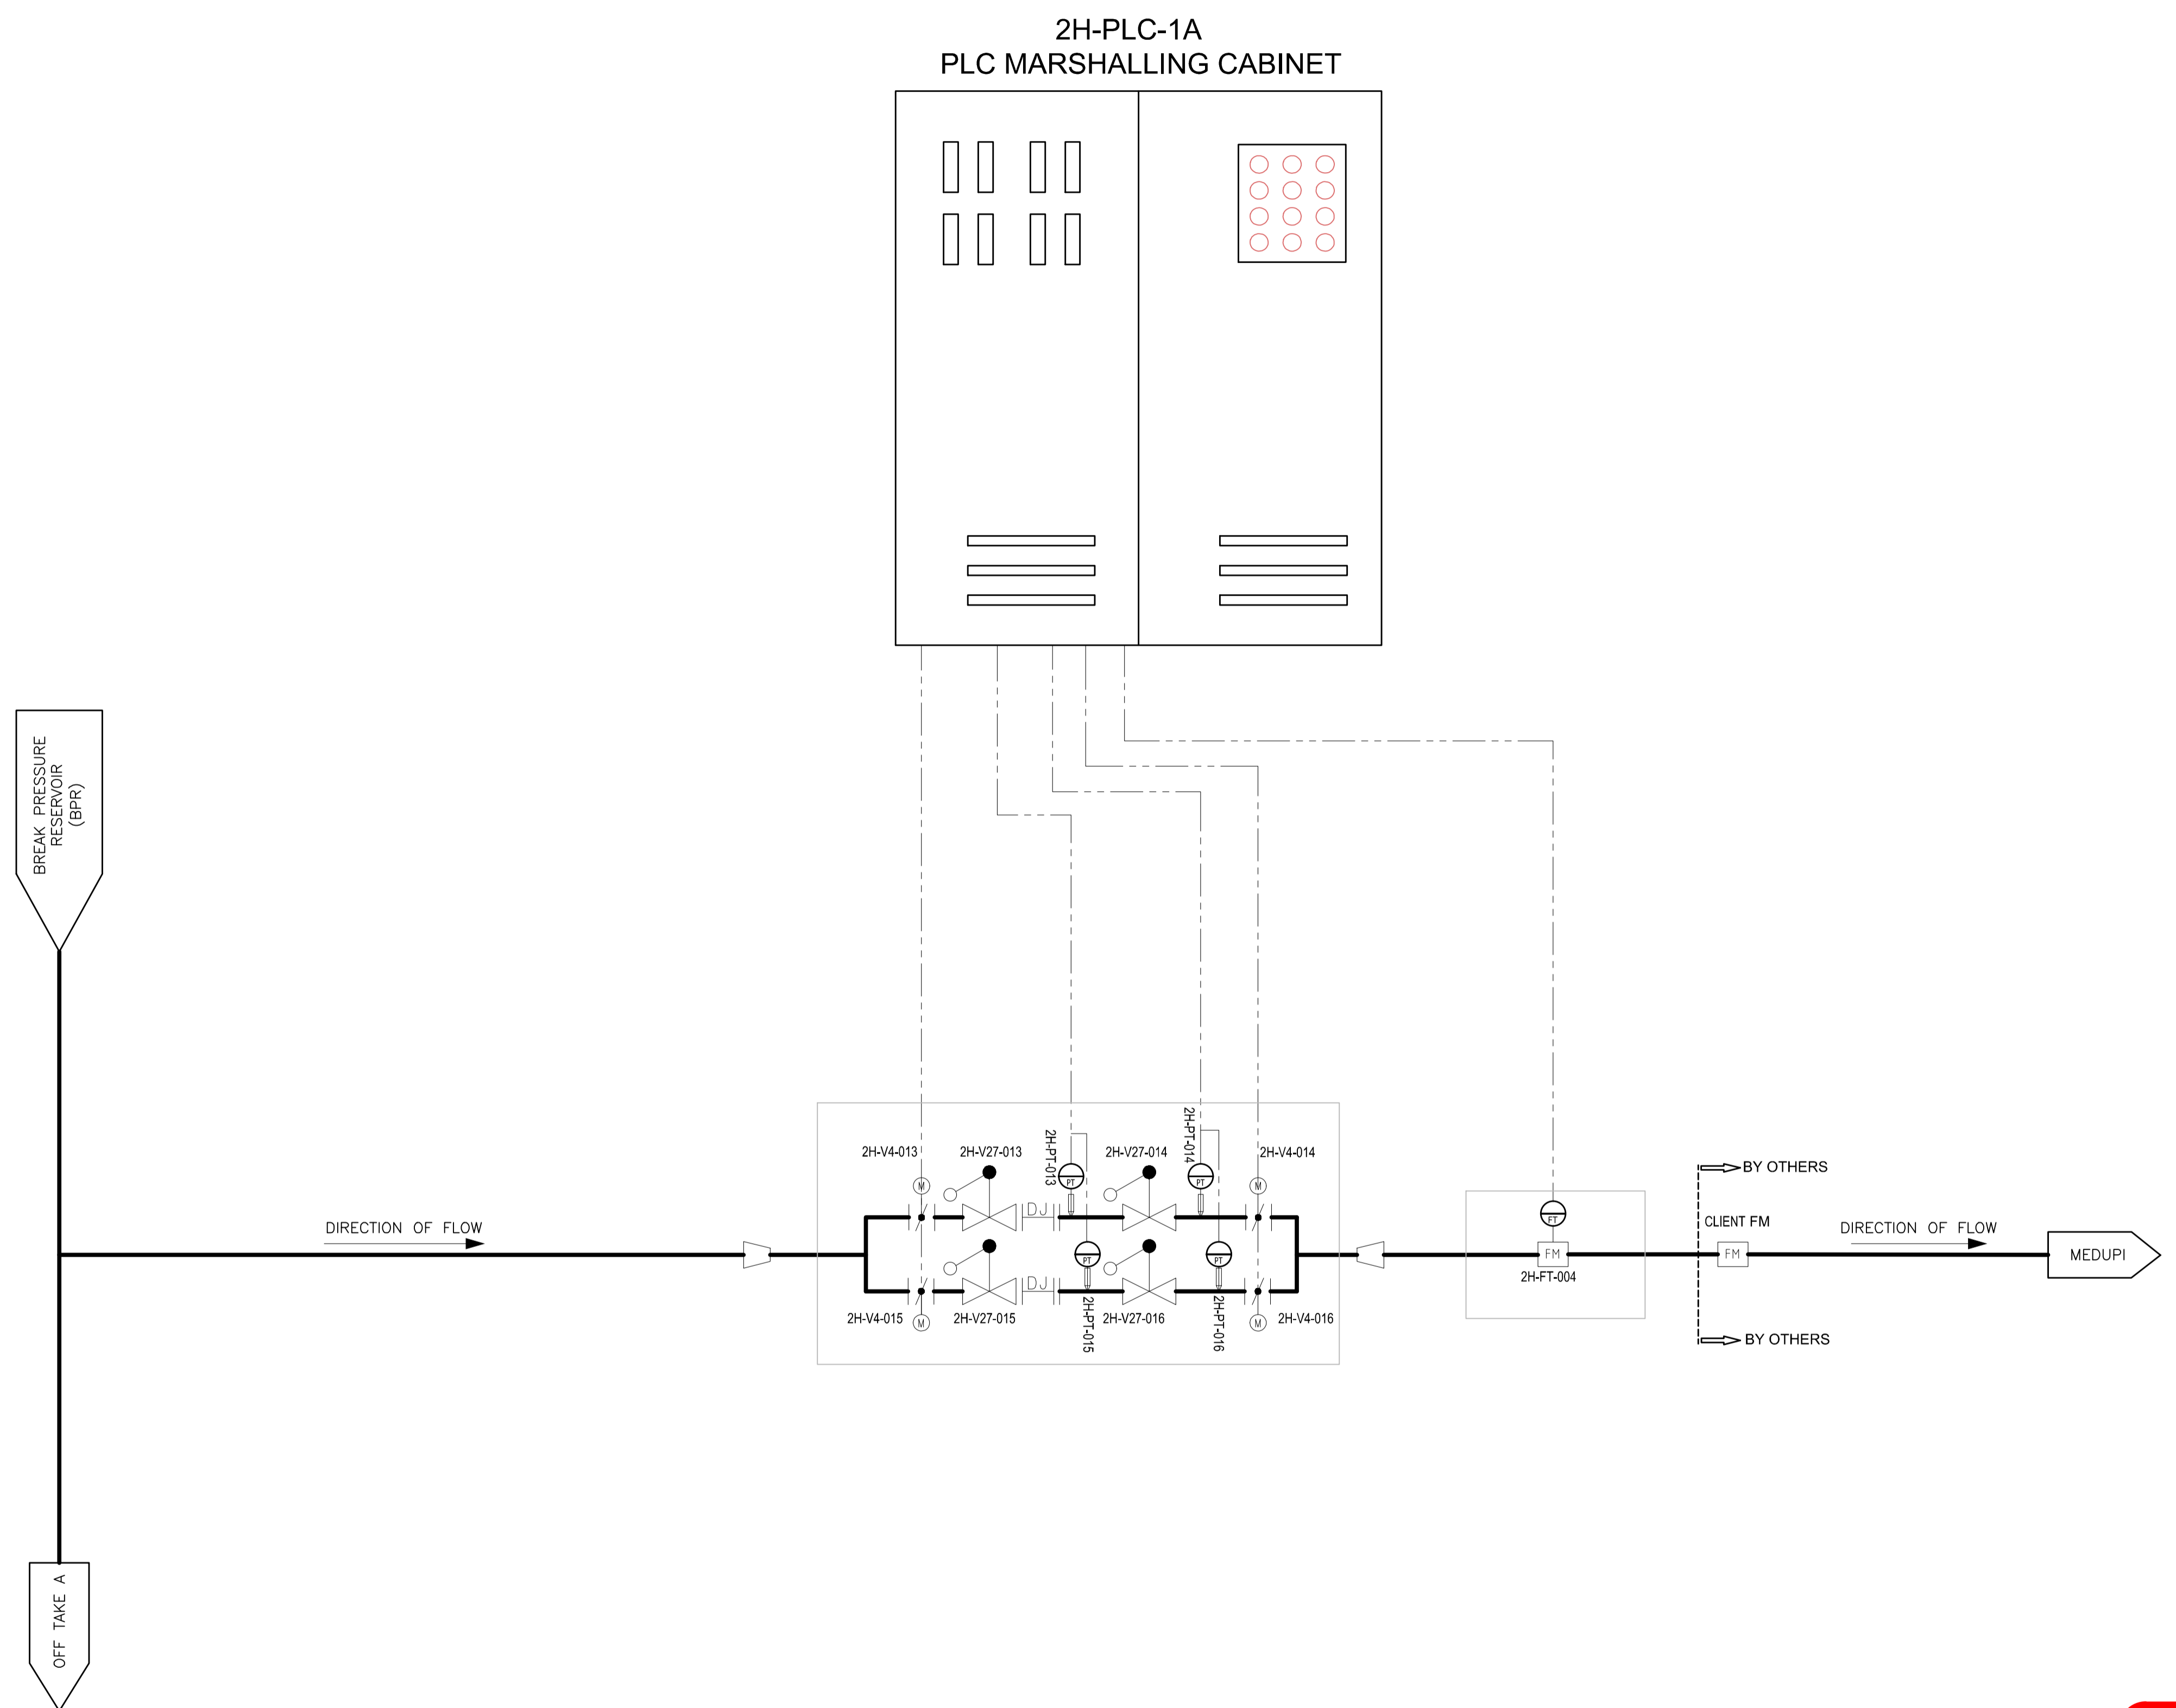 2H-PLC-1A
PLC MARSHALLING CABINET
BREAK PRESSURE
RESERVOIR
(BPR)
2H-V4-013
2H-V27-013
2H-PT-013
2H-V27-014
2H-PT-014
2H-V4-014
M
PT
PT
M
DJ
BY OTHERS
FT
CLIENT FM
DIRECTION OF FLOW
DIRECTION OF FLOW
PT
PT
FM
FM
MEDUPI
DJ
2H-FT-004
2H-V4-015
M
2H-V27-015
2H-PT-015
2H-V27-016
2H-PT-016
M
2H-V4-016
BY OTHERS
OFF TAKE A